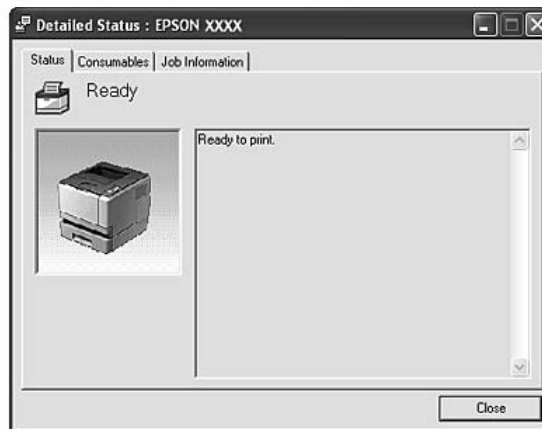 Detailed Status : EPSON XXXX
Status Consumables Job Information
Ready
Ready to print.
Close